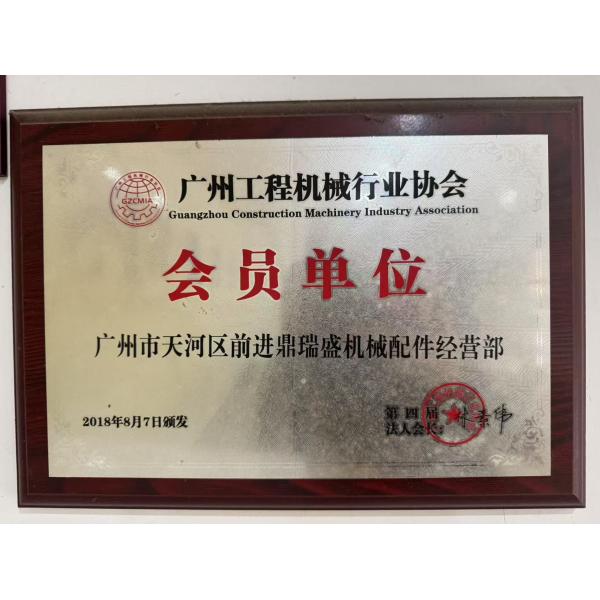 广州工程机械行业协会
GZCMIA
Guangzhou Construction Machinery Industry Association
会员单位
广州市天河区前进鼎瑞盛机械配件经营部
2018年8月7日颁发
第四届
法人会长: